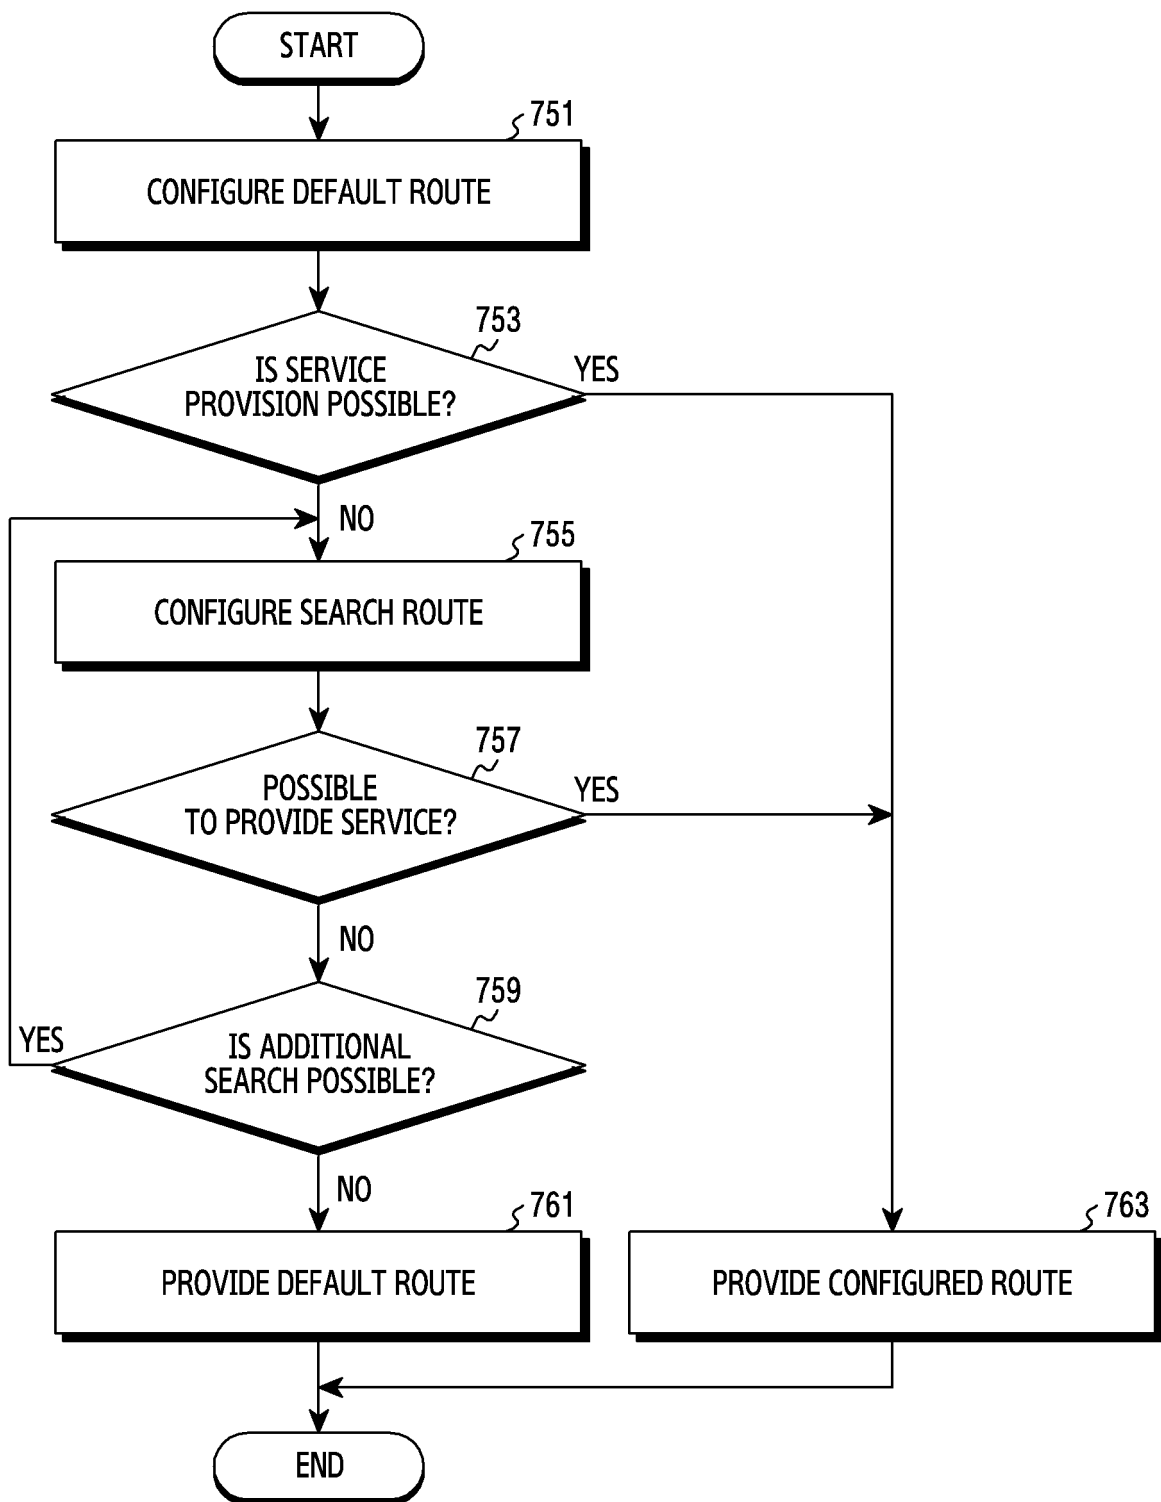 START
751
CONFIGURE DEFAULT ROUTE
753
IS SERVICE
PROVISION POSSIBLE?
YES
NO
755
CONFIGURE SEARCH ROUTE
757
POSSIBLE
TO PROVIDE SERVICE?
YES
NO
759
IS ADDITIONAL
SEARCH POSSIBLE?
YES
NO
761
PROVIDE DEFAULT ROUTE
763
PROVIDE CONFIGURED ROUTE
END